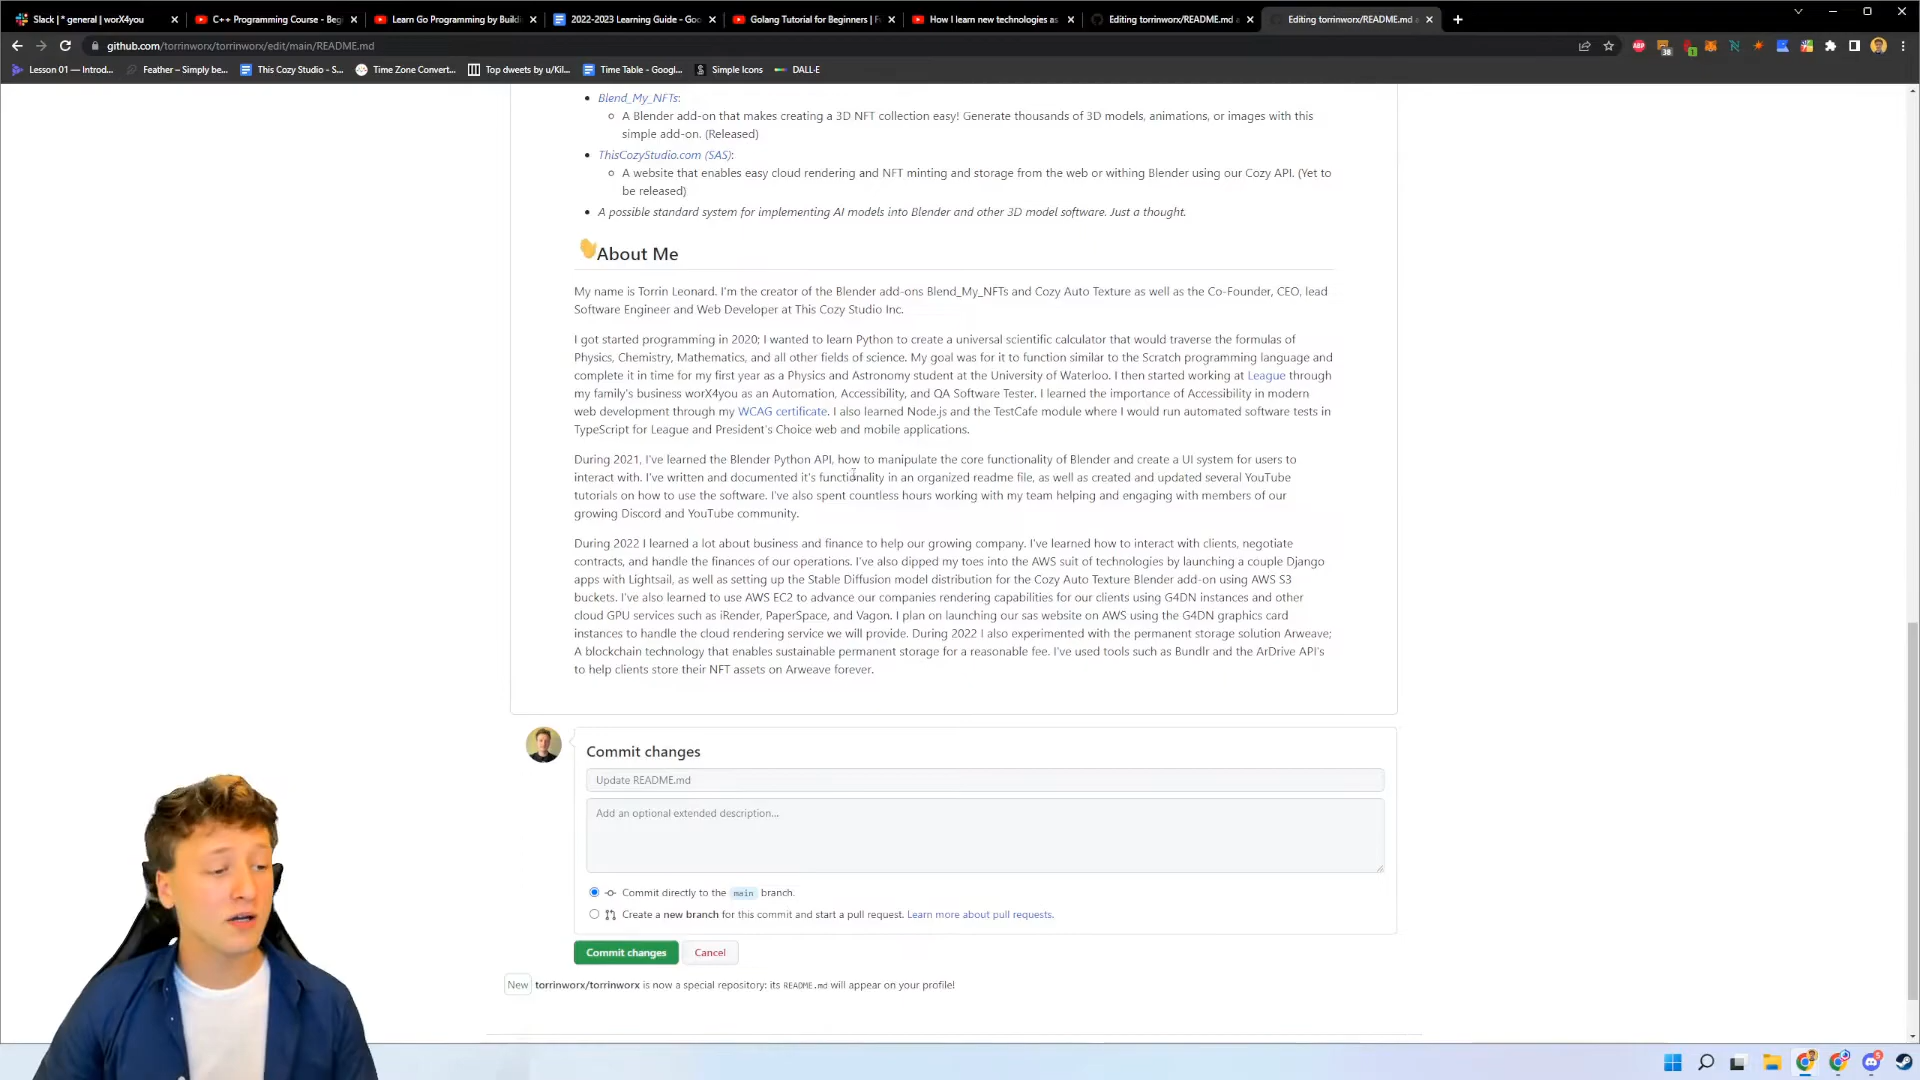 Slack | * general | worX4you
C++ Programming Course - Beg
Learn Go Programming by Buildi
2022-2023 Learning Guide - Goo
Golang Tutorial for Beginners | F
How I learn new technologies as
Editing torrinworx/README.md a
Editing torrinworx/README.md a
github.com/torrinworx/torrinworx/edit/main/README.md
Lesson 01 — Introd...
Feather – Simply be...
This Cozy Studio - S...
Time Zone Convert...
Top dweets by u/Kil...
Time Table - Googl...
Simple Icons
DALL·E
Blend_My_NFTs:
A Blender add-on that makes creating a 3D NFT collection easy! Generate thousands of 3D models, animations, or images with this
simple add-on. (Released)
ThisCozyStudio.com (SAS):
A website that enables easy cloud rendering and NFT minting and storage from the web or withing Blender using our Cozy API. (Yet to
be released)
A possible standard system for implementing AI models into Blender and other 3D model software. Just a thought.
👋About Me
My name is Torrin Leonard. I'm the creator of the Blender add-ons Blend_My_NFTs and Cozy Auto Texture as well as the Co-Founder, CEO, lead
Software Engineer and Web Developer at This Cozy Studio Inc.
I got started programming in 2020; I wanted to learn Python to create a universal scientific calculator that would traverse the formulas of
Physics, Chemistry, Mathematics, and all other fields of science. My goal was for it to function similar to the Scratch programming language and
complete it in time for my first year as a Physics and Astronomy student at the University of Waterloo. I then started working at League through
my family's business worX4you as an Automation, Accessibility, and QA Software Tester. I learned the importance of Accessibility in modern
web development through my WCAG certificate. I also learned Node.js and the TestCafe module where I would run automated software tests in
TypeScript for League and President's Choice web and mobile applications.
During 2021, I've learned the Blender Python API, how to manipulate the core functionality of Blender and create a UI system for users to
interact with. I've written and documented it's functionality in an organized readme file, as well as created and updated several YouTube
tutorials on how to use the software. I've also spent countless hours working with my team helping and engaging with members of our
growing Discord and YouTube community.
During 2022 I learned a lot about business and finance to help our growing company. I've learned how to interact with clients, negotiate
contracts, and handle the finances of our operations. I've also dipped my toes into the AWS suit of technologies by launching a couple Django
apps with Lightsail, as well as setting up the Stable Diffusion model distribution for the Cozy Auto Texture Blender add-on using AWS S3
buckets. I've also learned to use AWS EC2 to advance our companies rendering capabilities for our clients using G4DN instances and other
cloud GPU services such as iRender, PaperSpace, and Vagon. I plan on launching our sas website on AWS using the G4DN graphics card
instances to handle the cloud rendering service we will provide. During 2022 I also experimented with the permanent storage solution Arweave;
A blockchain technology that enables sustainable permanent storage for a reasonable fee. I've used tools such as Bundlr and the ArDrive API's
to help clients store their NFT assets on Arweave forever.
Commit changes
Update README.md
Add an optional extended description...
Commit directly to the main branch.
Create a new branch for this commit and start a pull request. Learn more about pull requests.
Commit changes
Cancel
New torrinworx/torrinworx is now a special repository: its README.md will appear on your profile!